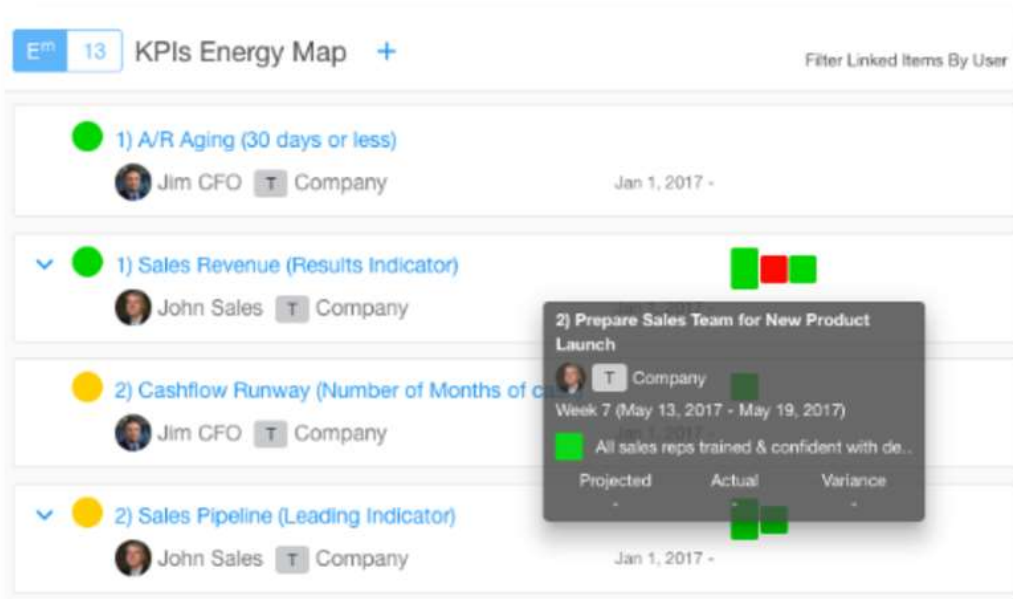 Em 13 KPIs Energy Map +
Filter Linked Items By User
1) A/R Aging (30 days or less)
Jim CFO T Company Jan 1, 2017 -
1) Sales Revenue (Results Indicator)
John Sales T Company
2) Prepare Sales Team for New Product
Launch
T Company
Week 7 (May 13, 2017 - May 19, 2017)
All sales reps trained & confident with de..
Projected Actual Variance
- - -
2) Cashflow Runway (Number of Months of
Jim CFO T Company
2) Sales Pipeline (Leading Indicator)
John Sales T Company Jan 1, 2017 -